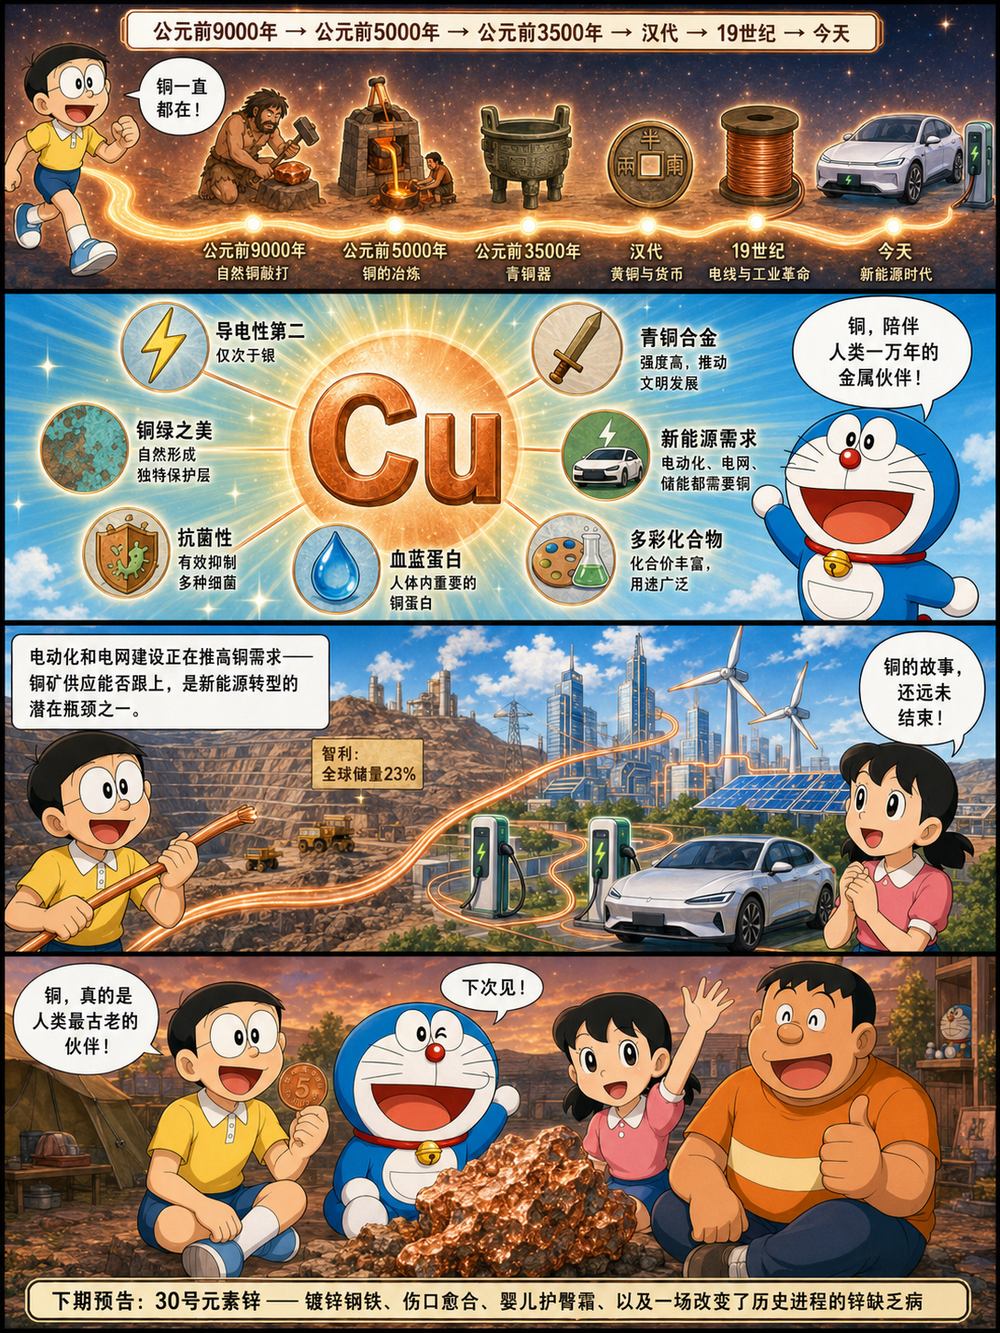 公元前9000年 → 公元前5000年 → 公元前3500年 → 汉代 → 19世纪 → 今天
铜一直
都在！
半
兩
公元前9000年
自然铜敲打
公元前5000年
铜的冶炼
公元前3500年
青铜器
汉代
黄铜与货币
19世纪
电线与工业革命
今天
新能源时代
导电性第二
仅次于银
铜绿之美
自然形成
独特保护层
抗菌性
有效抑制
多种细菌
Cu
血蓝蛋白
人体内重要的
铜蛋白
青铜合金
强度高，推动
文明发展
新能源需求
电动化、电网、
储能都需要铜
多彩化合物
化合价丰富，
用途广泛
铜，陪伴
人类一万年的
金属伙伴！
电动化和电网建设正在推高铜需求——
铜矿供应能否跟上，是新能源转型的
潜在瓶颈之一。
智利：
全球储量23%
铜的故事，
还远未
结束！
铜，真的是
人类最古老的
伙伴！
5
下次见！
下期预告：30号元素锌 —— 镀锌钢铁、伤口愈合、婴儿护臀霜、以及一场改变了历史进程的锌缺乏病